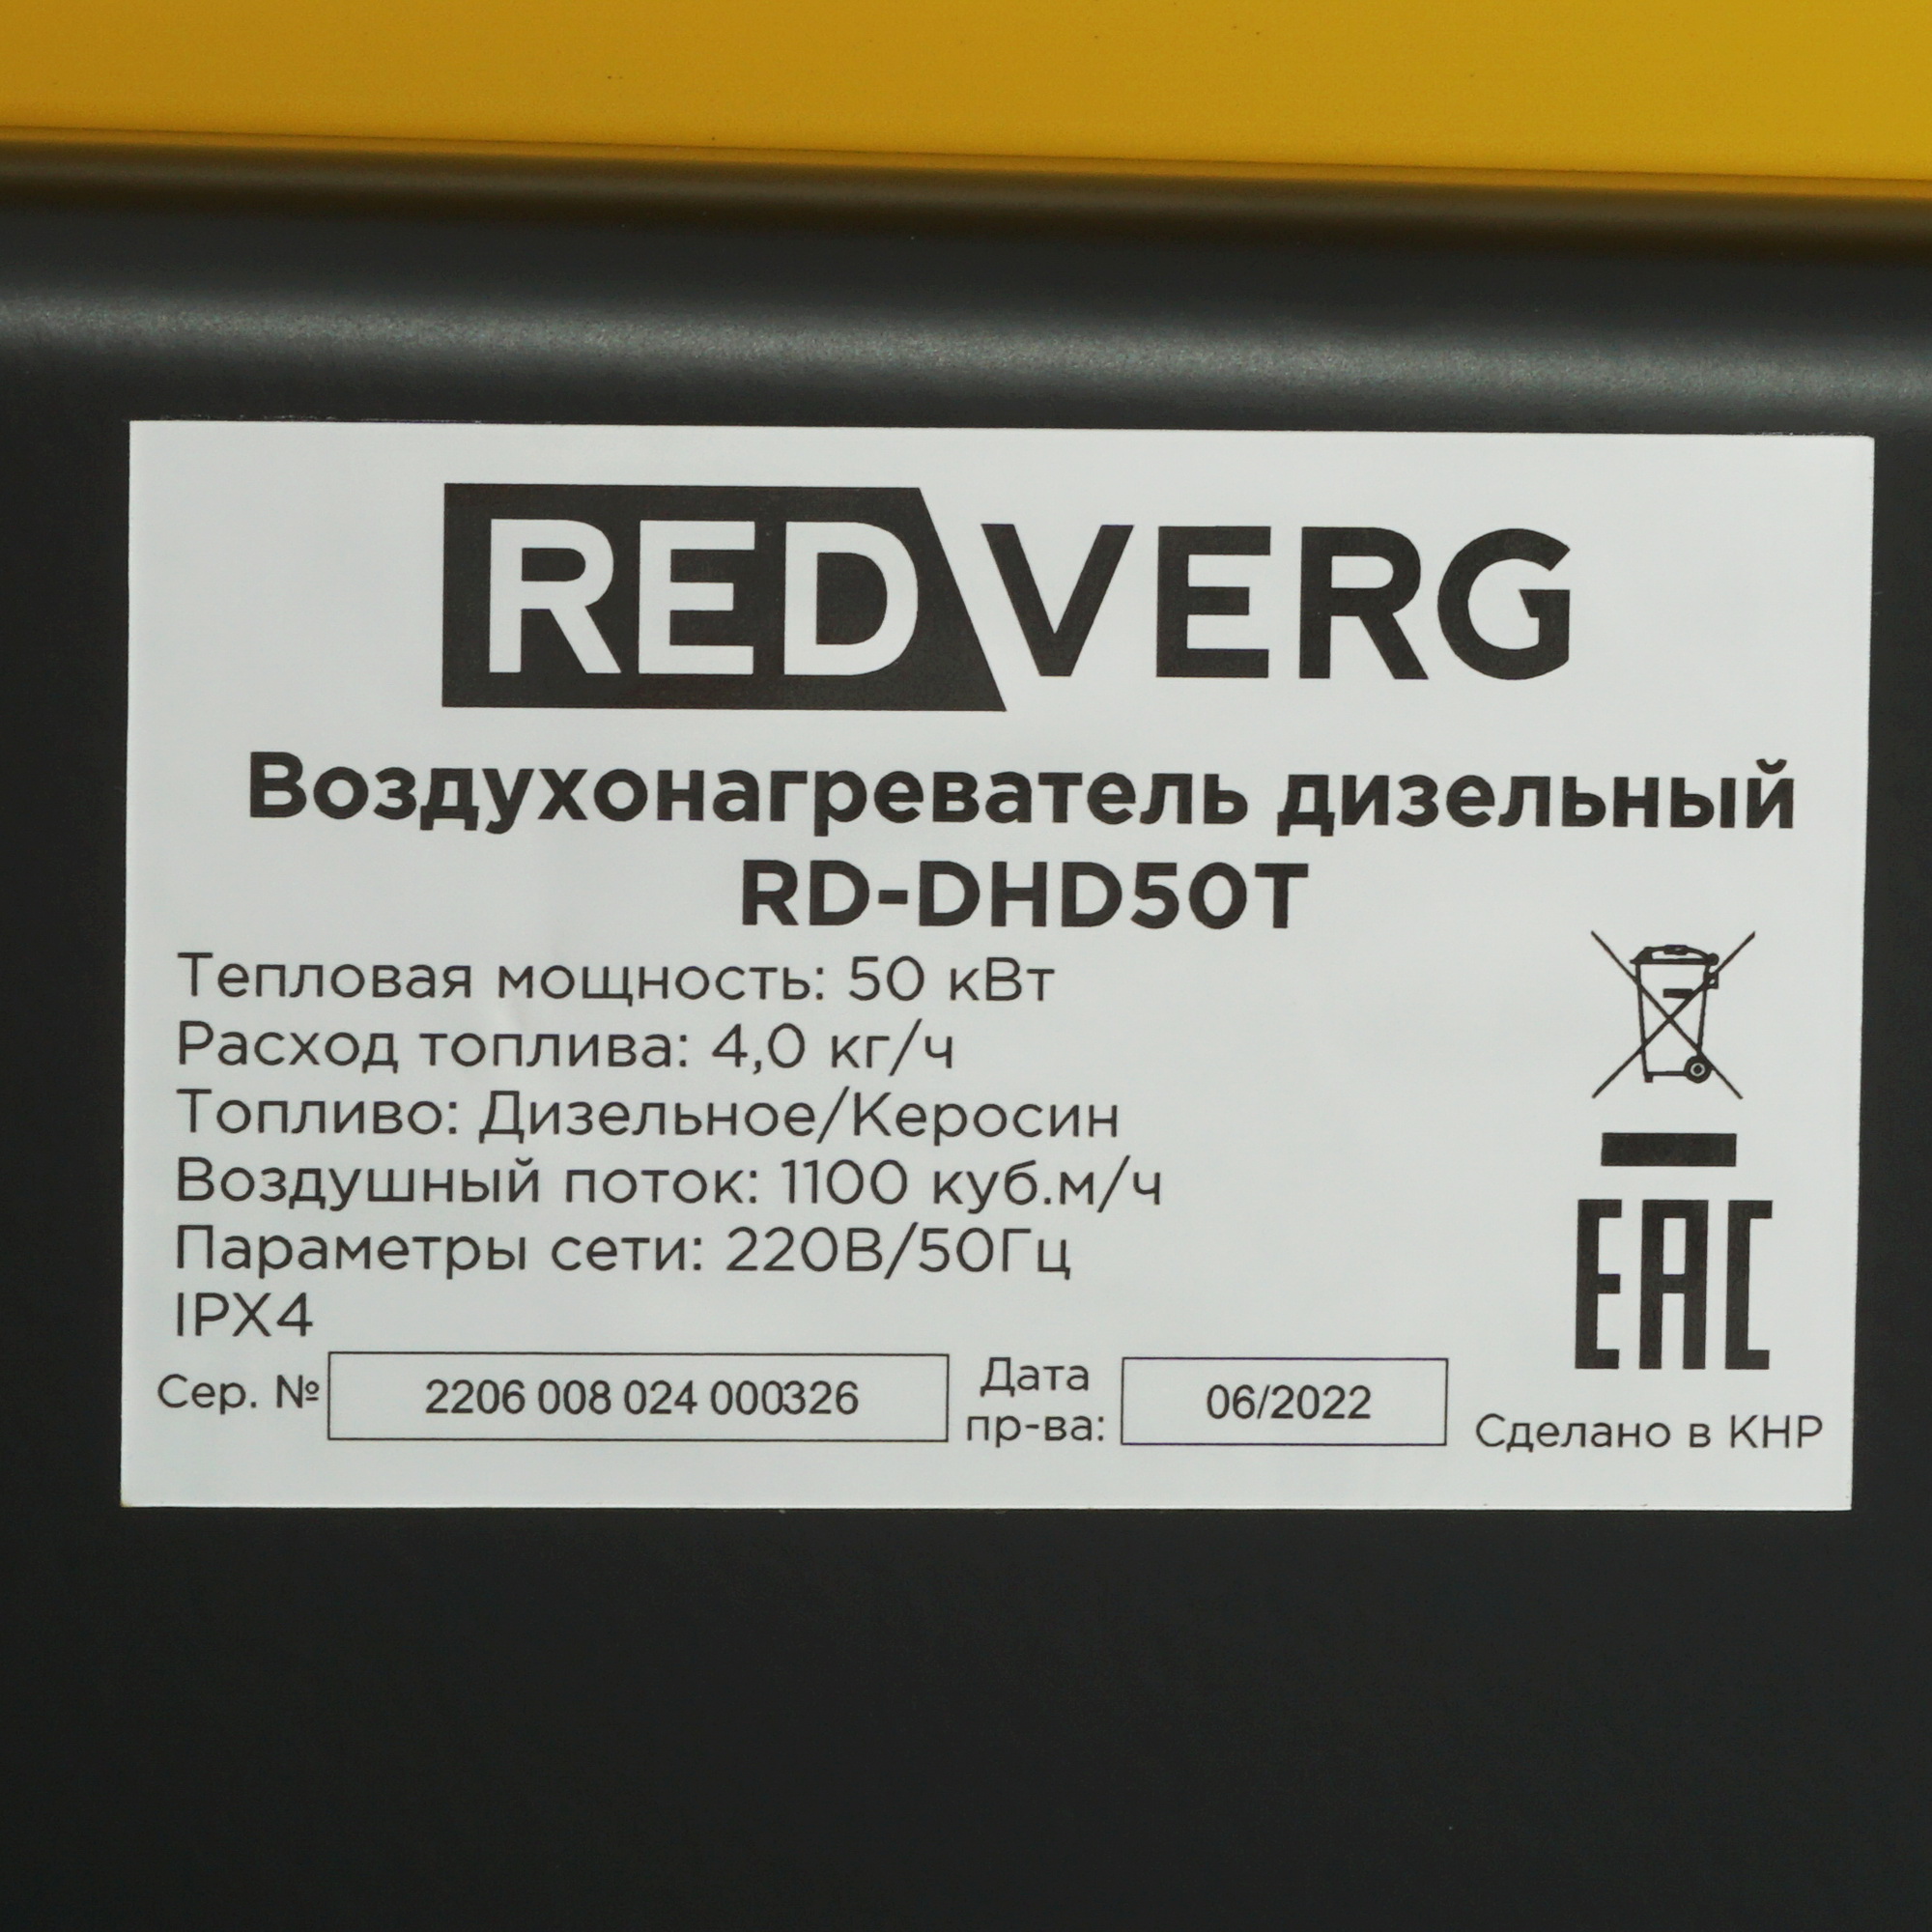 REDVERG
Воздухонагреватель дизельный
RD-DHD50T
Тепловая мощность: 50 кВт
Расход топлива: 4,0 кг/ч
Топливо: Дизельное/Керосин
Воздушный поток: 1100 куб.м/ч
Параметры сети: 220В/50Гц
IPX4
EAC
Сер. № 2206 008 024 000326
Дата
пр-ва: 06/2022
Сделано в КНР